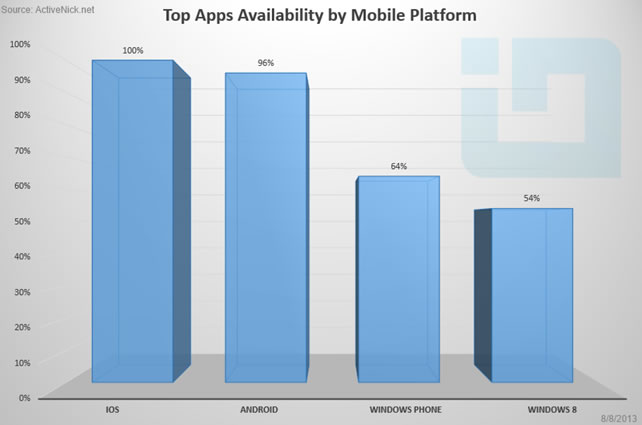 Source: ActiveNick.net
Top Apps Availability by Mobile Platform
100%
90%
80%
70%
60%
50%
40%
30%
20%
10%
0%
100%
96%
64%
54%
IOS
ANDROID
WINDOWS PHONE
WINDOWS 8
8/8/2013